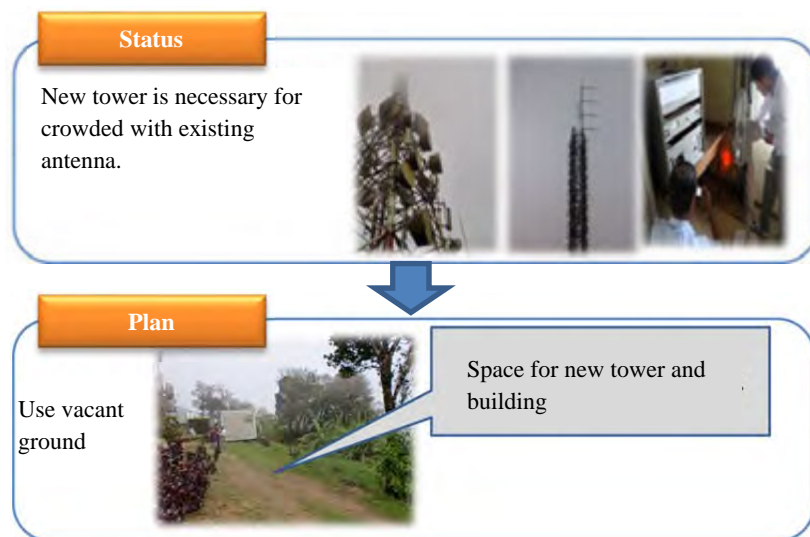 Status
New tower is necessary for
crowded with existing
antenna.
Plan
Use vacant
ground
Space for new tower and
building